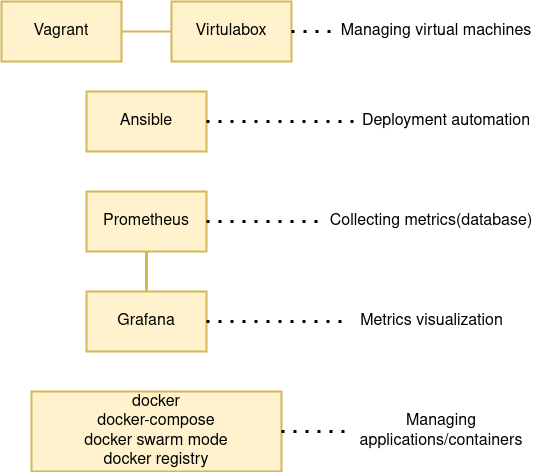 Vagrant
Virtulabox
Managing virtual machines
Ansible
Deployment automation
Prometheus
Collecting metrics(database)
Grafana
Metrics visualization
docker
docker-compose
docker swarm mode
docker registry
Managing
applications/containers